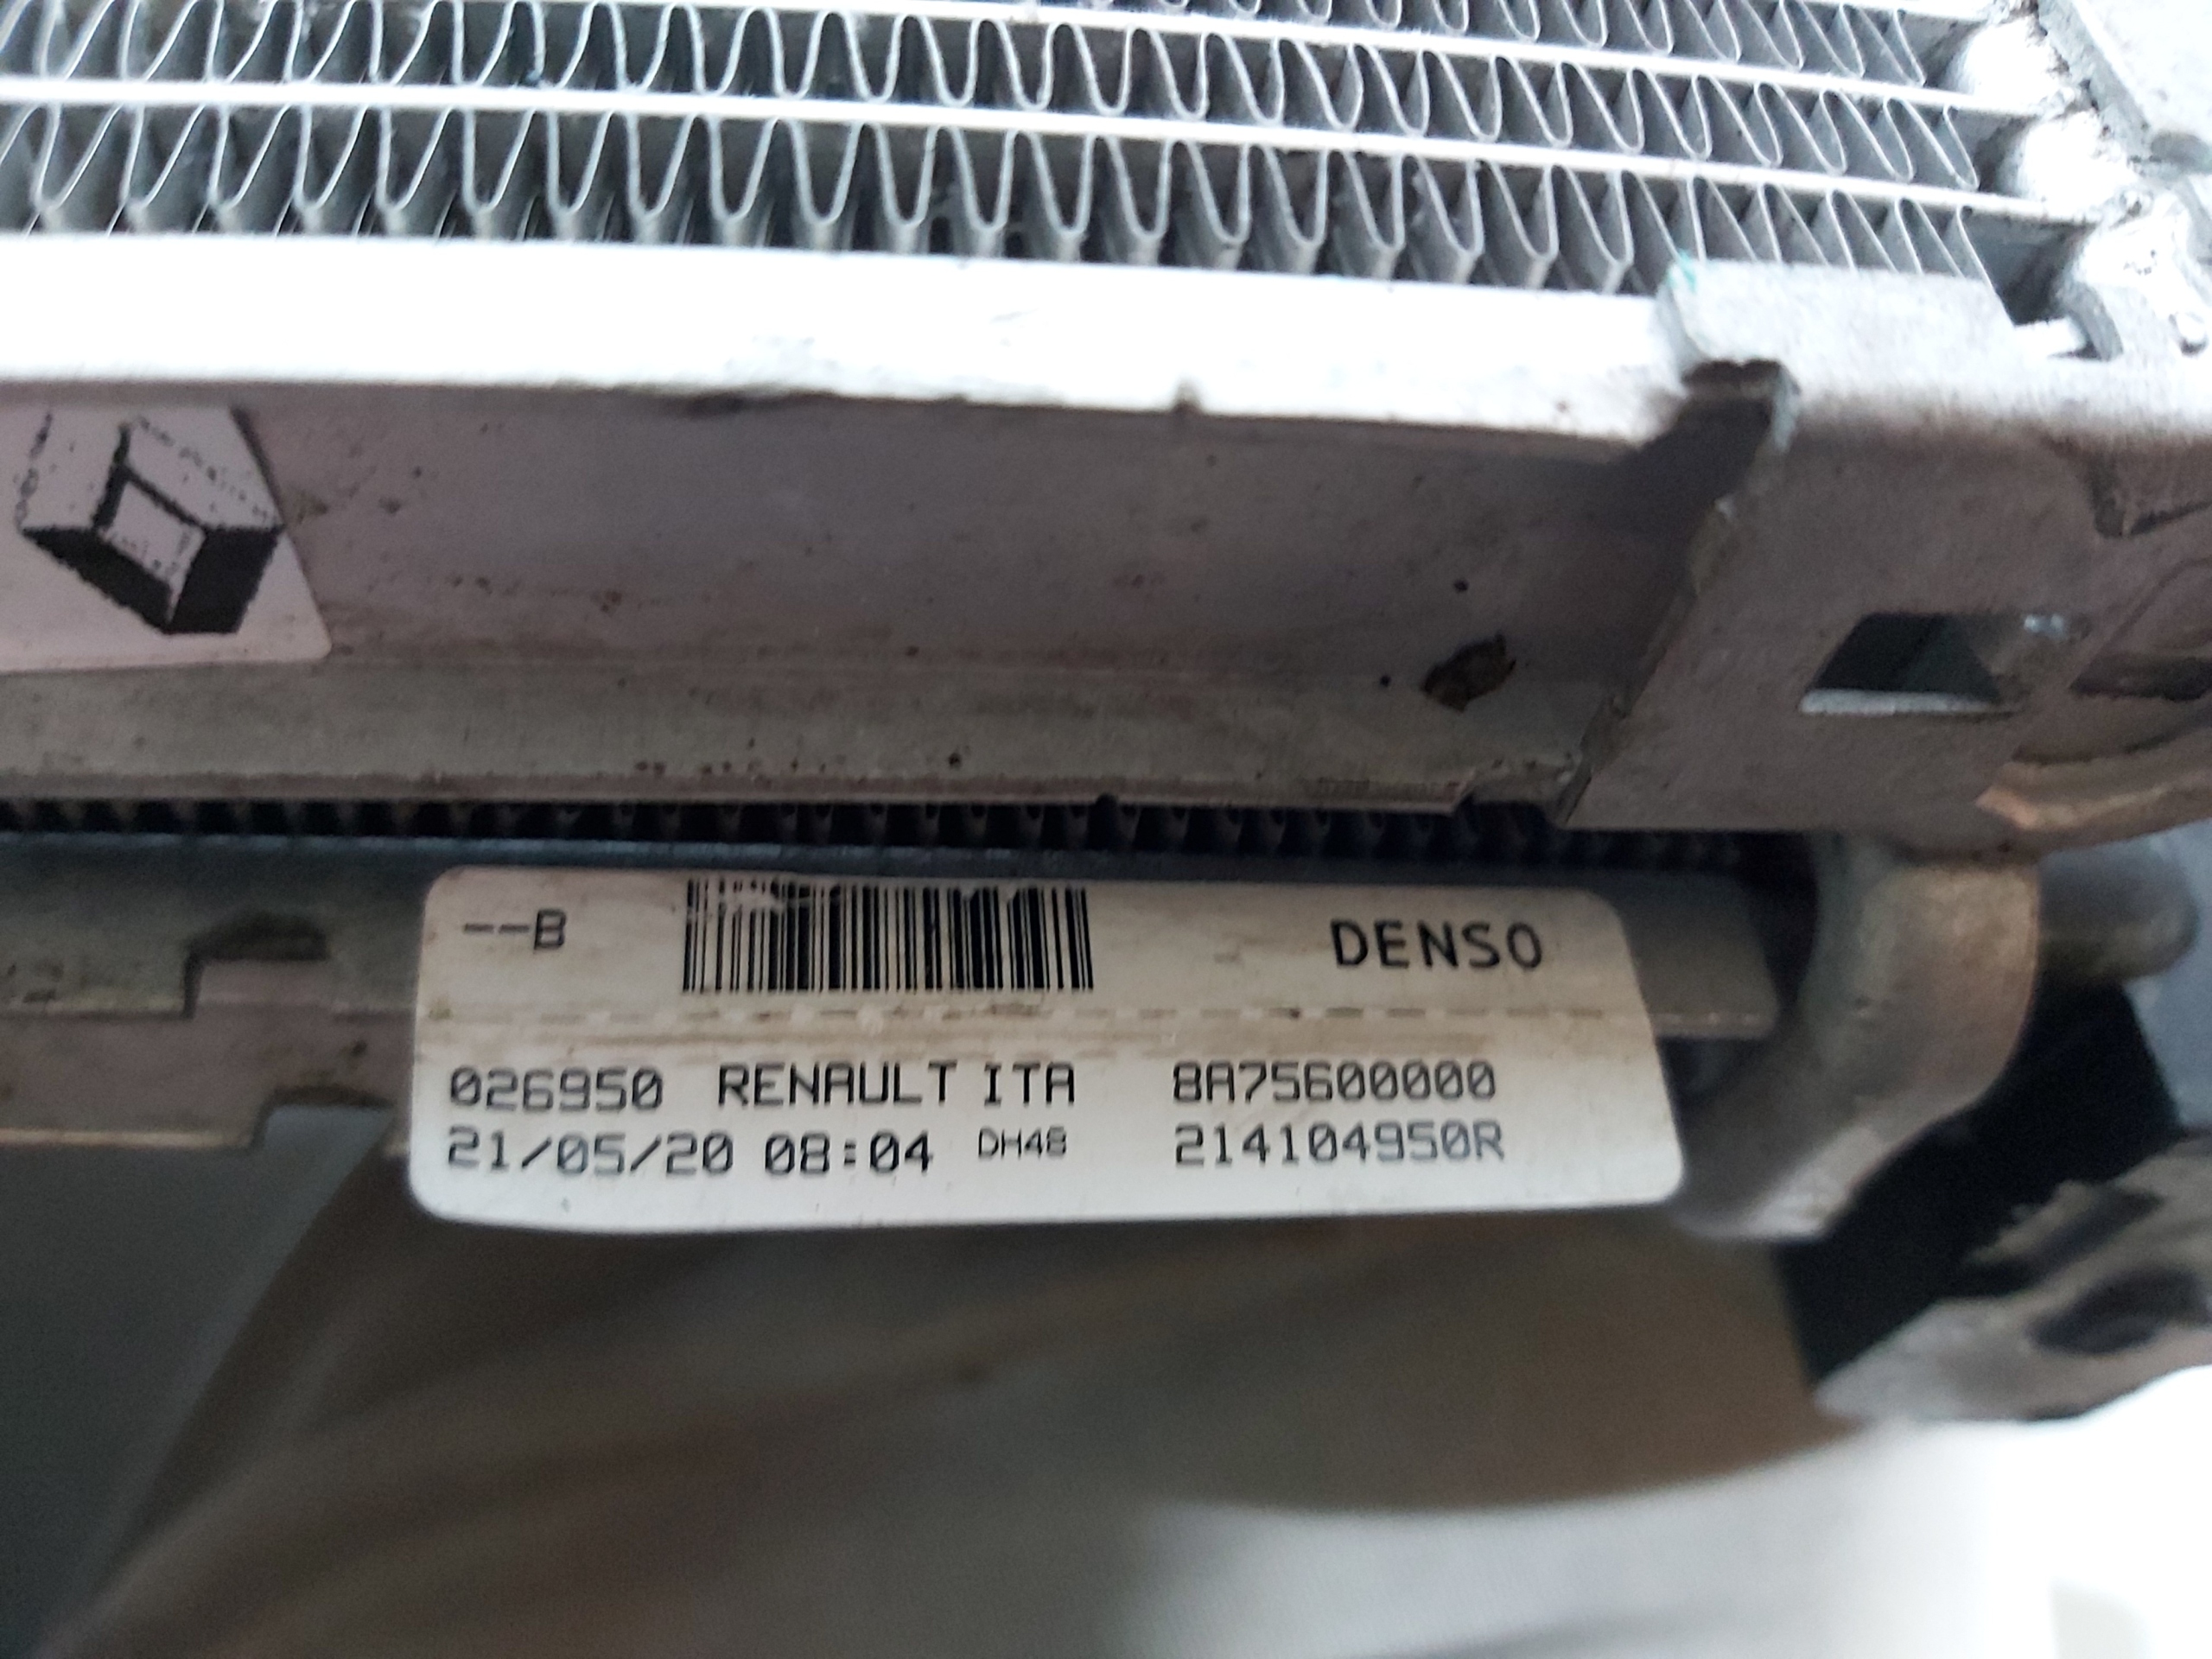 --B DENSO
026950 RENAULT ITA 8A75600000
21/05/20 08:04 DH48 214104950R